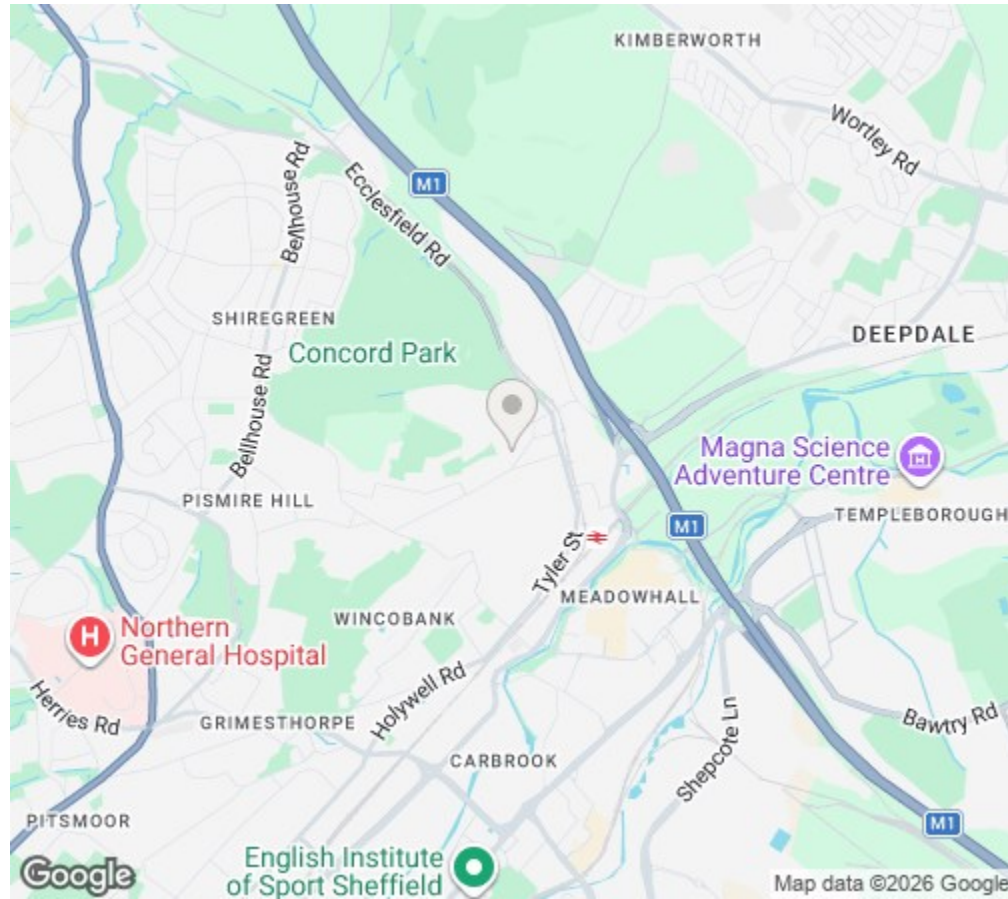 KIMBERWORTH
Wortley Rd
M1
Bellhouse Rd
Ecclesfield Rd
SHIREGREEN
Concord Park
DEEPDALE
Bellhouse Rd
Magna Science
Adventure Centre
PISMIRE HILL
M1
TEMPLEBOROUGH
Tyler St
MEADOWHALL
WINCOBANK
H
Northern
General Hospital
Herries Rd
Holywell Rd
GRIMESTHORPE
Bawtry Rd
CARBROOK
Shepcote Ln
PITSMOOR
M1
English Institute
of Sport Sheffield
Google
Map data ©2026 Google